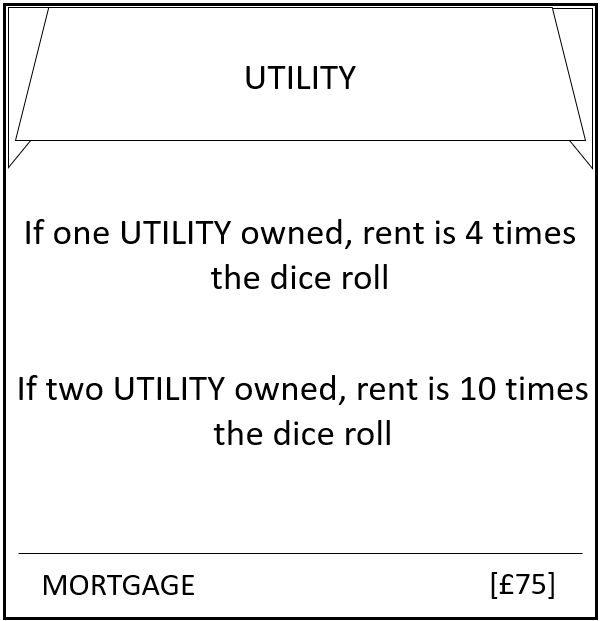 UTILITY
If one UTILITY owned, rent is 4 times
the dice roll
If two UTILITY owned, rent is 10 times
the dice roll
MORTGAGE [£75]